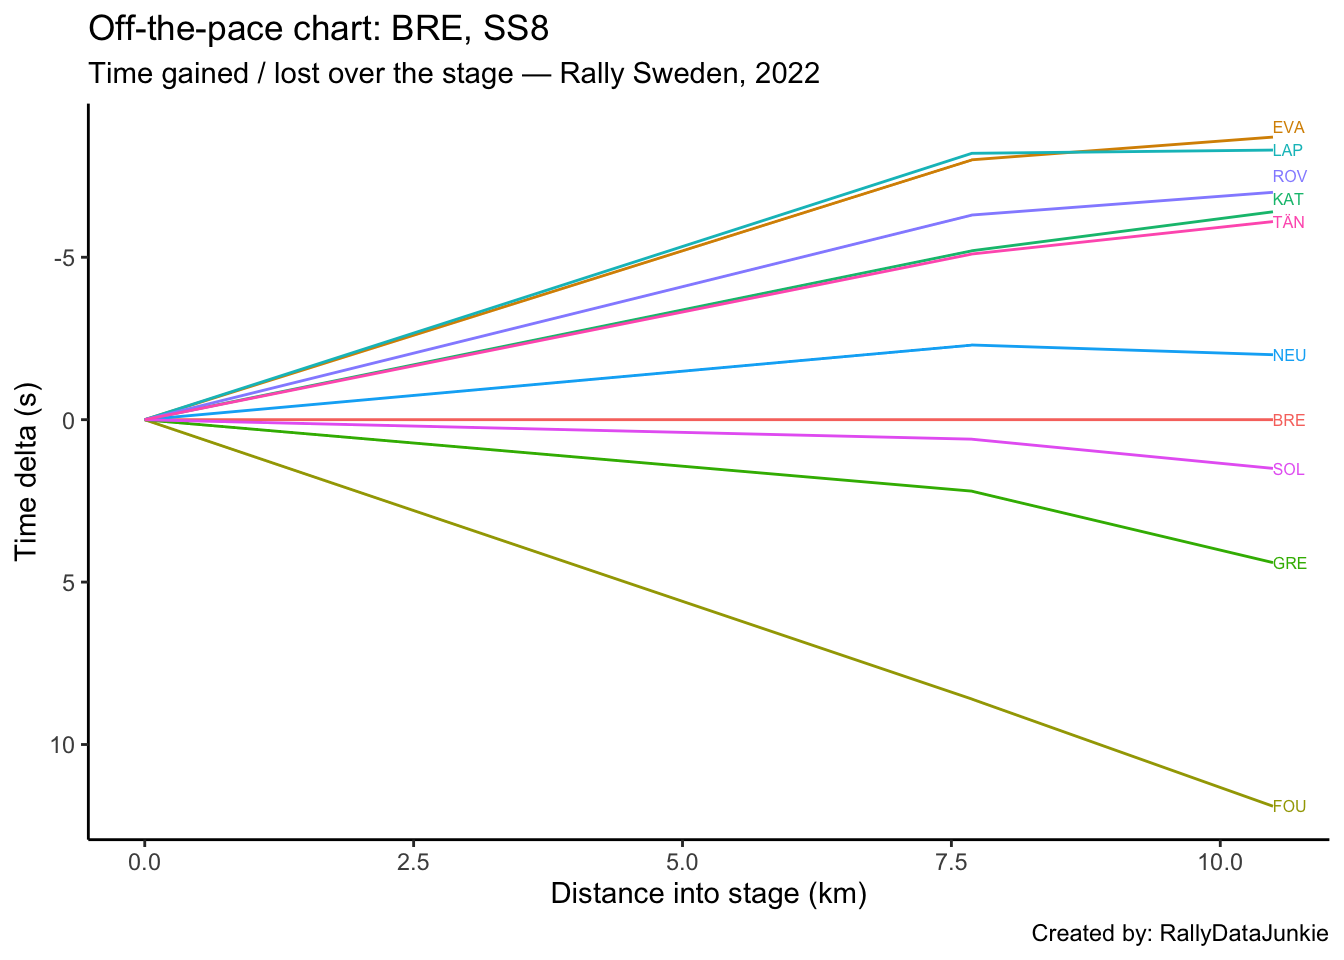 Off-the-pace chart: BRE, SS8
Time gained / lost over the stage — Rally Sweden, 2022
EVA
LAP
ROV
KAT
TÄN
NEU
BRE
SOL
GRE
FOU
Time delta (s)
-5
0
5
10
0.0 2.5 5.0 7.5 10.0
Distance into stage (km)
Created by: RallyDataJunkie